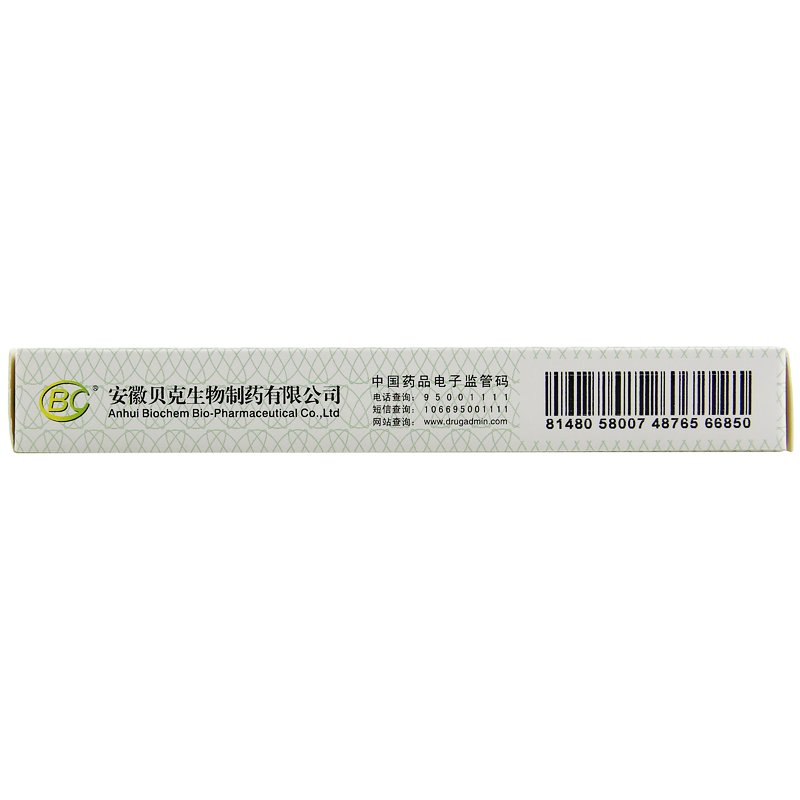 BC®
安徽贝克生物制药有限公司
Anhui Biochem Bio-Pharmaceutical Co.,Ltd
中国药品电子监管码
电话查询：95001111
短信查询：106695001111
网站查询：www.drugadmin.com
81480 58007 48765 66850